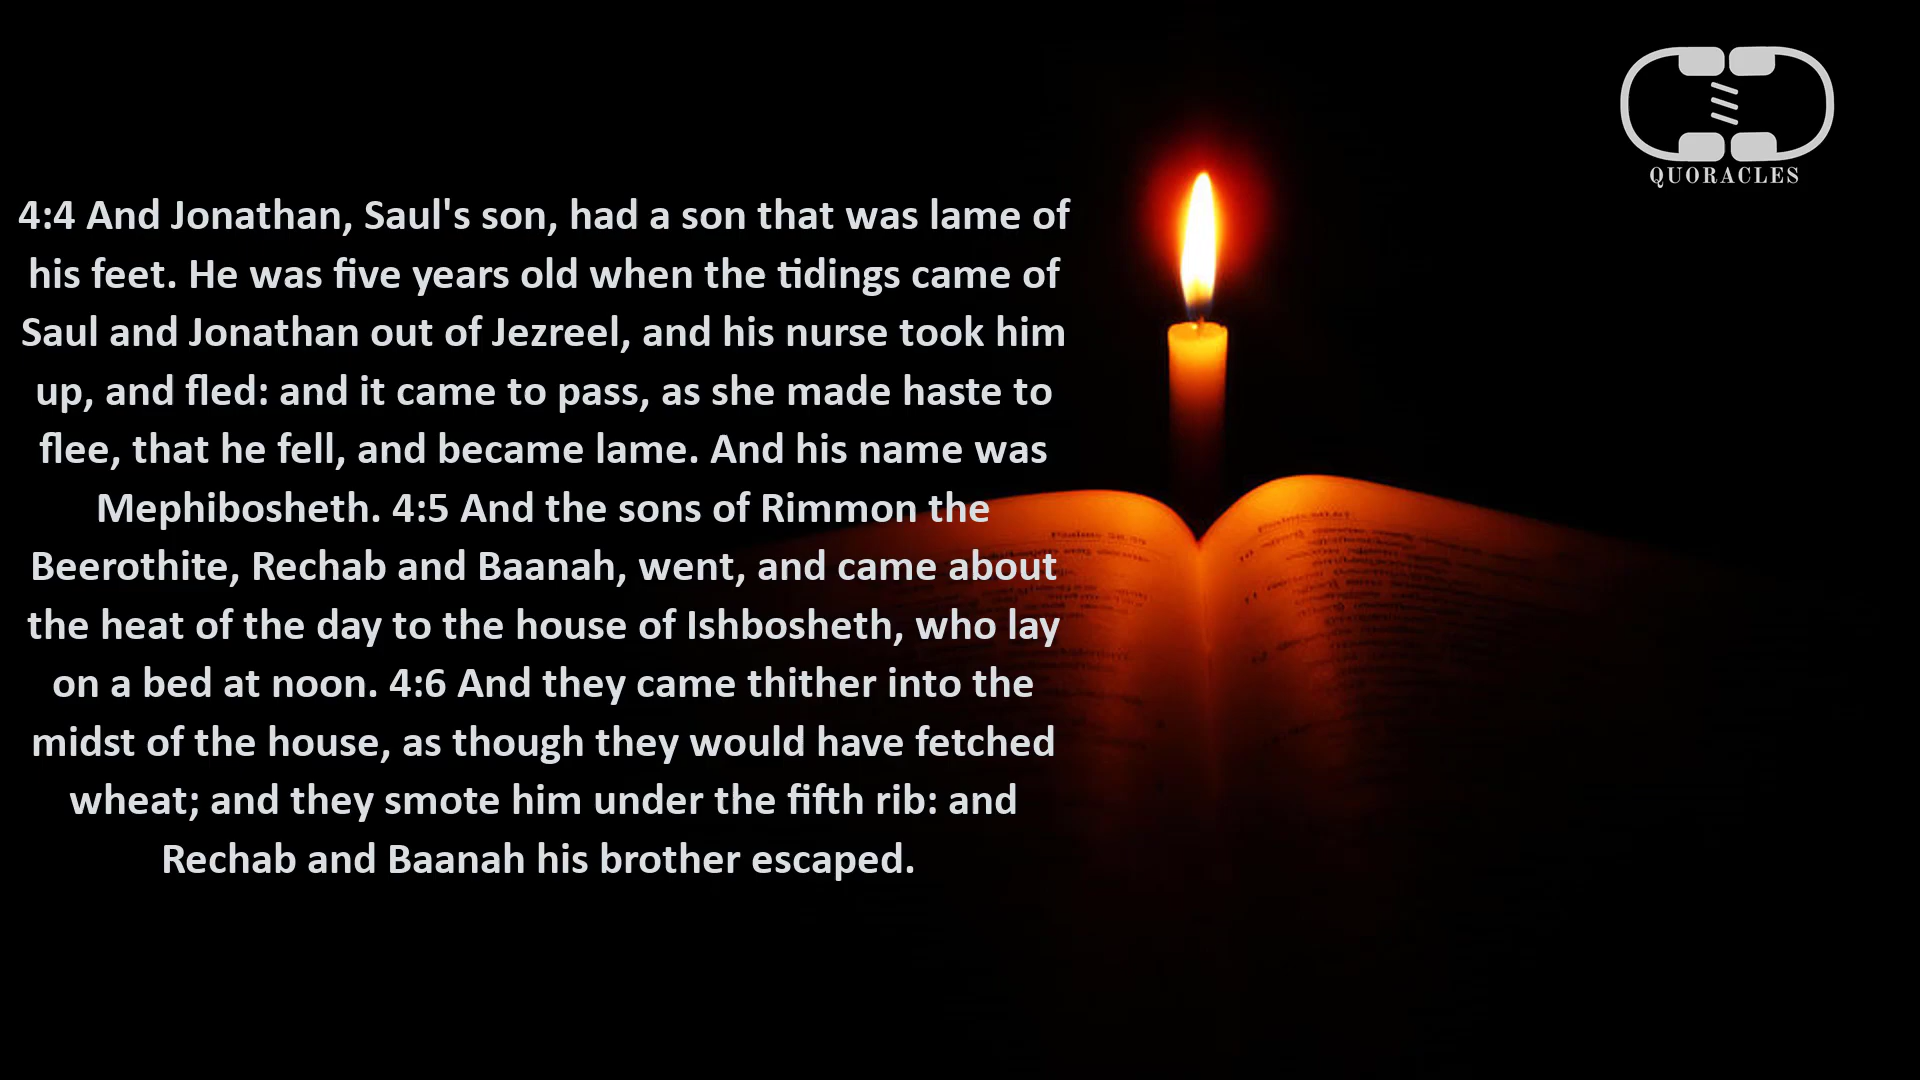 QUORACLES
4:4 And Jonathan, Saul's son, had a son that was lame of
his feet. He was five years old when the tidings came of
Saul and Jonathan out of Jezreel, and his nurse took him
up, and fled: and it came to pass, as she made haste to
flee, that he fell, and became lame. And his name was
Mephibosheth. 4:5 And the sons of Rimmon the
Beerothite, Rechab and Baanah, went, and came about
the heat of the day to the house of Ishbosheth, who lay
on a bed at noon. 4:6 And they came thither into the
midst of the house, as though they would have fetched
wheat; and they smote him under the fifth rib: and
Rechab and Baanah his brother escaped.